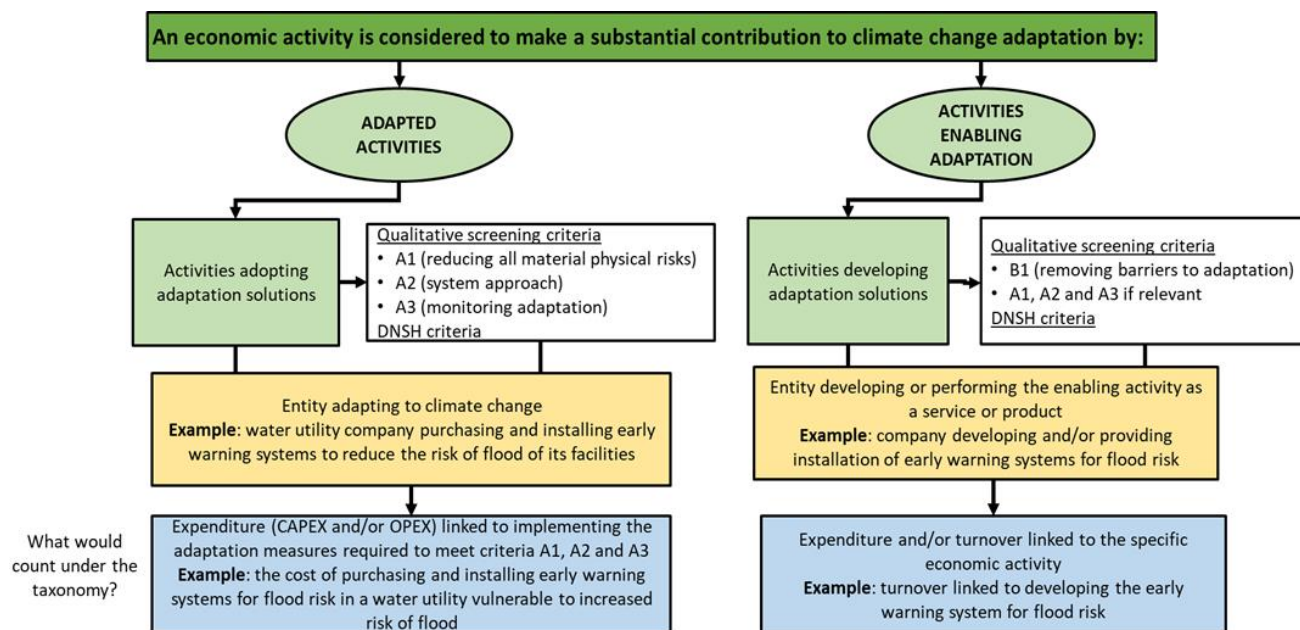 An economic activity is considered to make a substantial contribution to climate change adaptation by:
ADAPTED
ACTIVITIES
ACTIVITIES
ENABLING
ADAPTATION
Activities adopting
adaptation solutions
Qualitative screening criteria
• A1 (reducing all material physical risks)
• A2 (system approach)
• A3 (monitoring adaptation)
DNSH criteria
Activities developing
adaptation solutions
Qualitative screening criteria
• B1 (removing barriers to adaptation)
• A1, A2 and A3 if relevant
DNSH criteria
Entity adapting to climate change
Example: water utility company purchasing and installing early
warning systems to reduce the risk of flood of its facilities
Entity developing or performing the enabling activity as
a service or product
Example: company developing and/or providing
installation of early warning systems for flood risk
What would
count under the
taxonomy?
Expenditure (CAPEX and/or OPEX) linked to implementing the
adaptation measures required to meet criteria A1, A2 and A3
Example: the cost of purchasing and installing early warning
systems for flood risk in a water utility vulnerable to increased
risk of flood
Expenditure and/or turnover linked to the specific
economic activity
Example: turnover linked to developing the early
warning system for flood risk